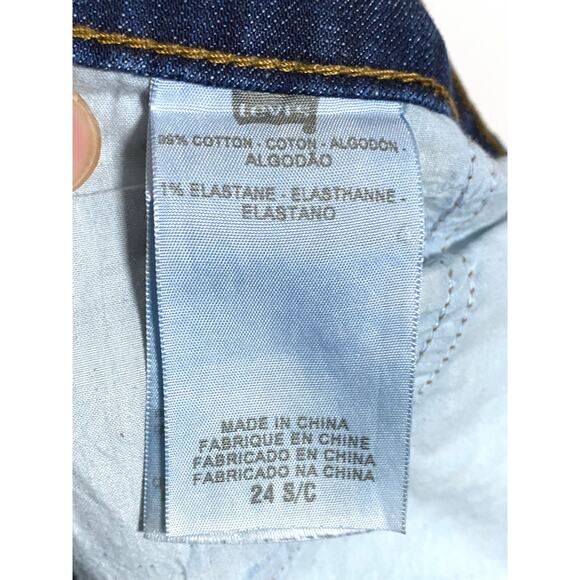 Levi's
99% COTTON - COTON - ALGODÓN -
ALGODÃO
1% ELASTANE - ELASTHANNE -
ELASTANO
MADE IN CHINA
FABRIQUE EN CHINE
FABRICADO EN CHINA
FABRICADO NA CHINA
24 S/C